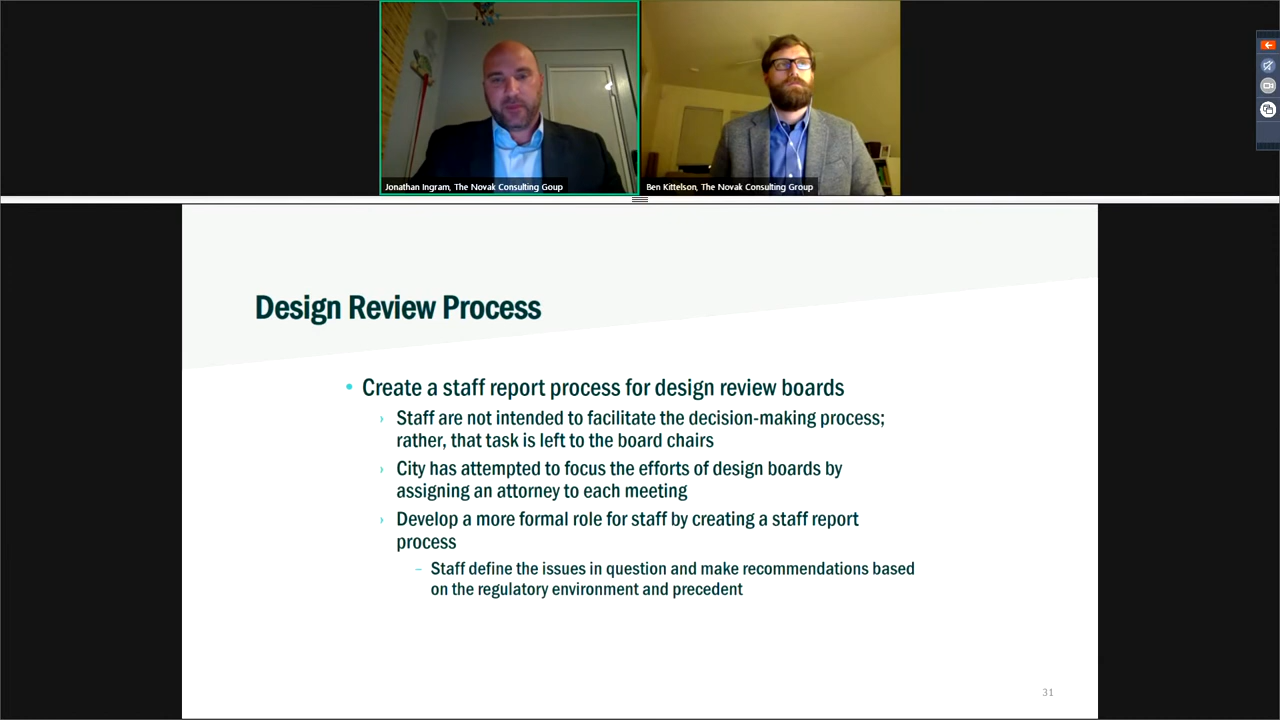 Jonathan Ingram, The Novak Consulting Goup
Ben Kittelson, The Novak Consulting Group
Design Review Process
• Create a staff report process for design review boards
› Staff are not intended to facilitate the decision-making process;
rather, that task is left to the board chairs
› City has attempted to focus the efforts of design boards by
assigning an attorney to each meeting
› Develop a more formal role for staff by creating a staff report
process
– Staff define the issues in question and make recommendations based
on the regulatory environment and precedent
31